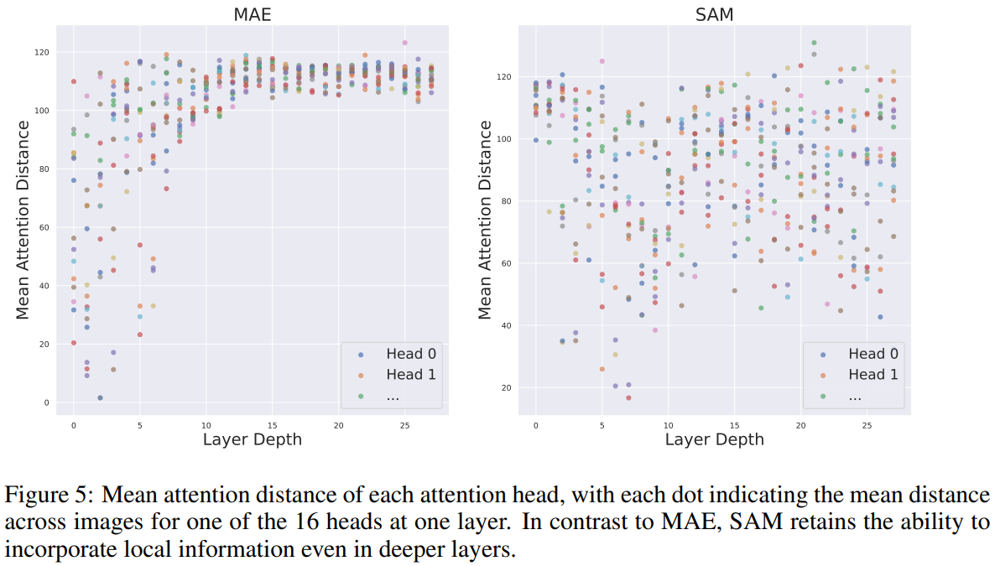 MAE
SAM
Mean Attention Distance
120
100
80
60
40
20
0
0 5 10 15 20 25
Layer Depth
Head 0
Head 1
...
Mean Attention Distance
120
100
80
60
40
20
0 5 10 15 20 25
Layer Depth
Head 0
Head 1
...
Figure 5: Mean attention distance of each attention head, with each dot indicating the mean distance
across images for one of the 16 heads at one layer. In contrast to MAE, SAM retains the ability to
incorporate local information even in deeper layers.